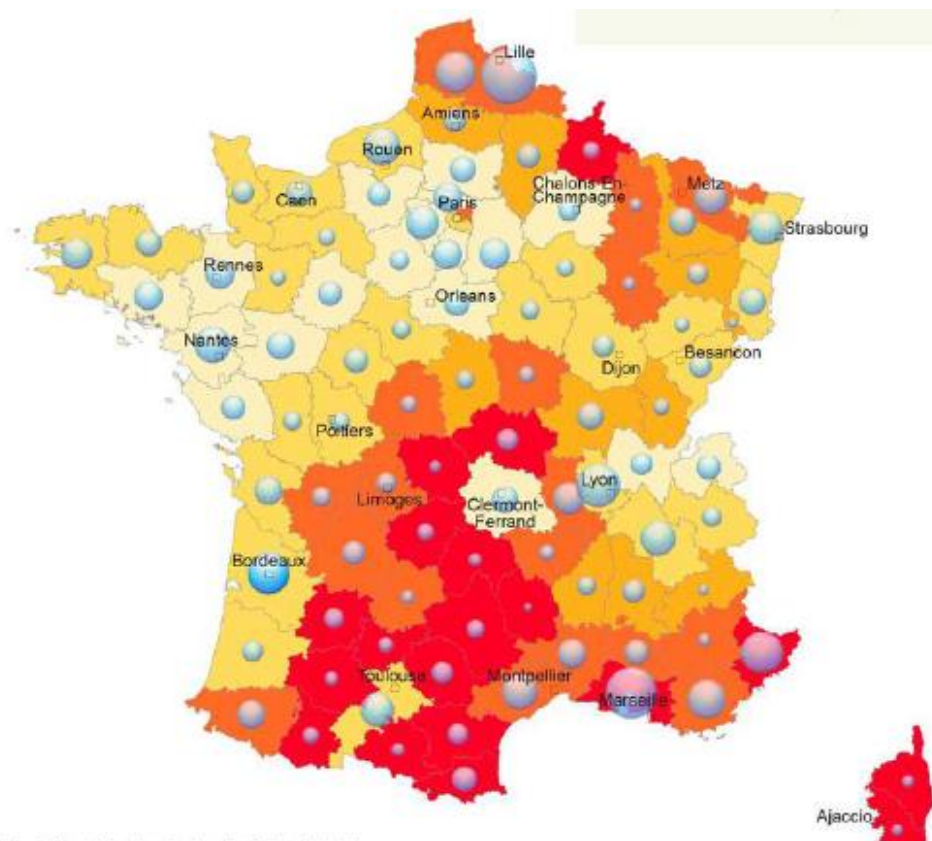 Lille
Amiens
Rouen
Caen
Paris
Chalons-En-
Champagne
Metz
Strasbourg
Rennes
Orleans
Nantes
Dijon
Besancon
Poitiers
Limoges
Clermont-
Ferrand
Lyon
Bordeaux
Toulouse
Montpellier
Marseille
Ajaccio